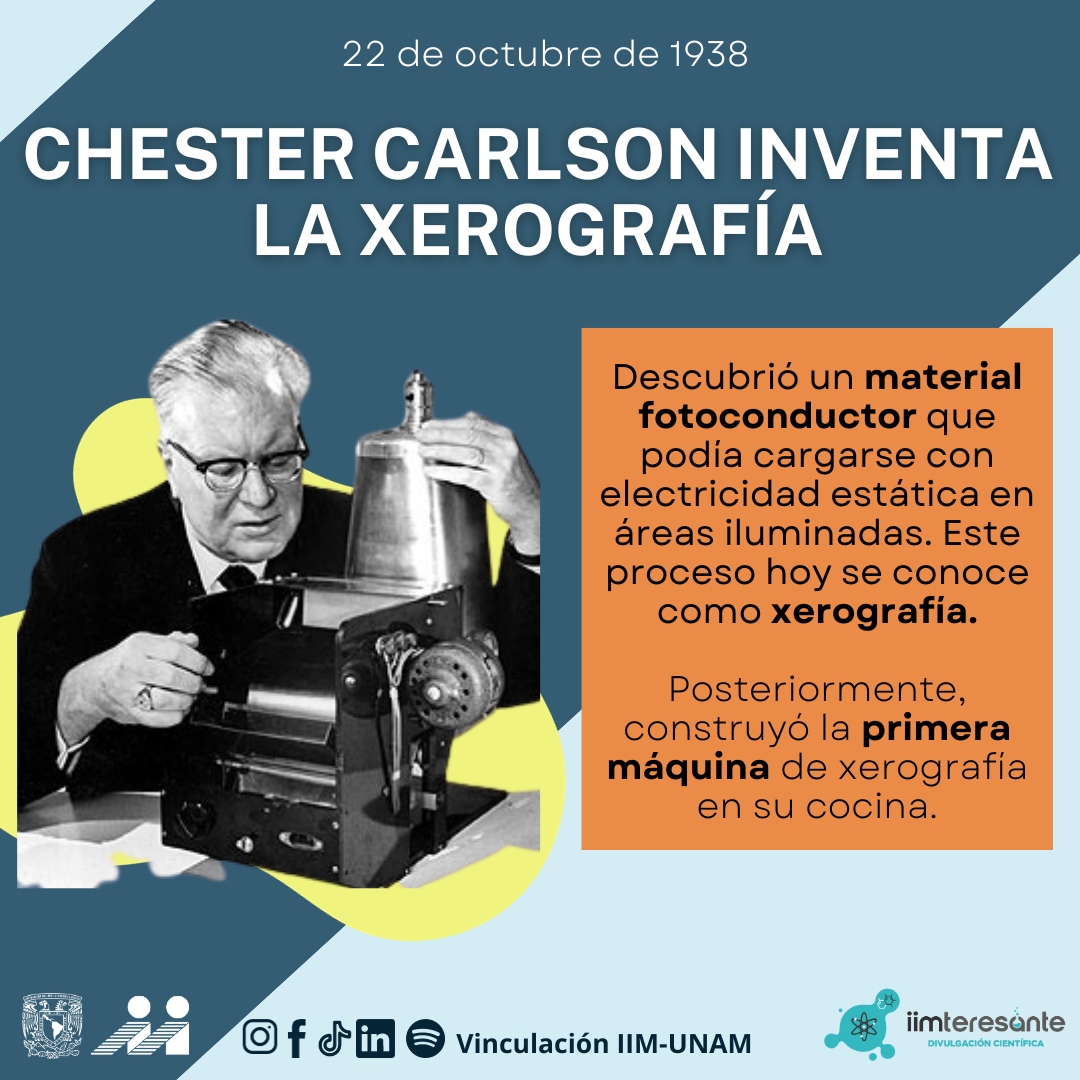 22 de octubre de 1938
CHESTER CARLSON INVENTA
LA XEROGRAFÍA
Descubrió un material
fotoconductor que
podía cargarse con
electricidad estática en
áreas iluminadas. Este
proceso hoy se conoce
como xerografía.
Posteriormente,
construyó la primera
máquina de xerografía
en su cocina.
Vinculación IIM-UNAM
iimteresante
DIVULGACIÓN CIENTÍFICA